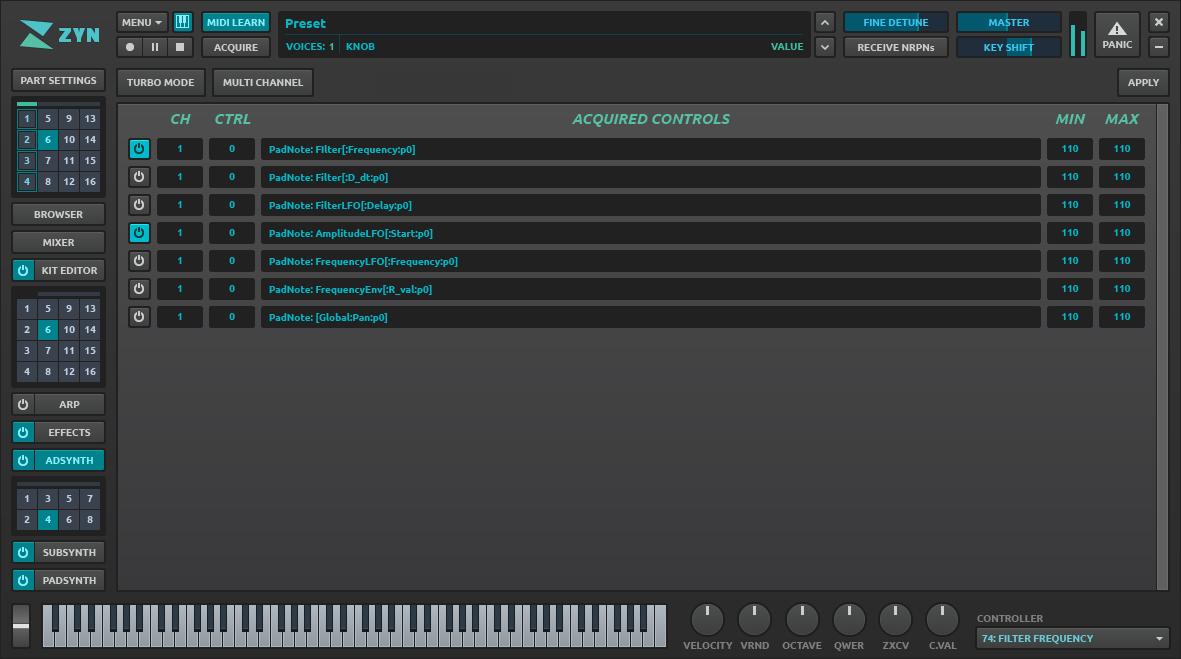 ZYN
MENU
MIDI LEARN
ACQUIRE
Preset
VOICES: 1 KNOB VALUE
FINE DETUNE
MASTER
RECEIVE NRPNs
KEY SHIFT
PANIC
PART SETTINGS
TURBO MODE
MULTI CHANNEL
APPLY
1 5 9 13
2 6 10 14
3 7 11 15
4 8 12 16
BROWSER
MIXER
KIT EDITOR
1 5 9 13
2 6 10 14
3 7 11 15
4 8 12 16
ARP
EFFECTS
ADSYNTH
1 3 5 7
2 4 6 8
SUBSYNTH
PADSYNTH
CH CTRL ACQUIRED CONTROLS MIN MAX
1 0 PadNote: FIlter[:Frequency:p0] 110 110
1 0 PadNote: Filter[:D_dt:p0] 110 110
1 0 PadNote: FilterLFO[:Delay:p0] 110 110
1 0 PadNote: AmplitudeLFO[:Start:p0] 110 110
1 0 PadNote: FrequencyLFO[:Frequency:p0] 110 110
1 0 PadNote: FrequencyEnv[:R_val:p0] 110 110
1 0 PadNote: [Global:Pan:p0] 110 110
VELOCITY VRND OCTAVE QWER ZXCV C.VAL
CONTROLLER
74: FILTER FREQUENCY